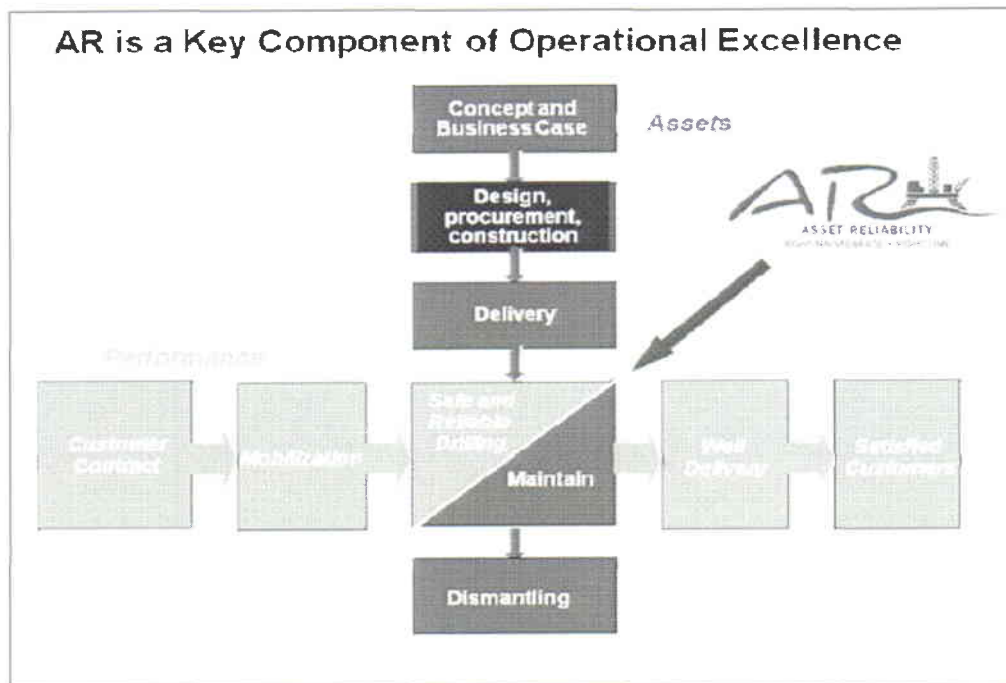 AR is a Key Component of Operational Excellence
Concept and
Business Case
Assets
Design,
procurement,
construction
AR
ASSET RELIABILITY
Delivery
Performance
Customer
Contract
Mobilization
Safe and
Reliable
Drilling
Maintain
Well
Delivery
Satisfied
Customers
Dismantling